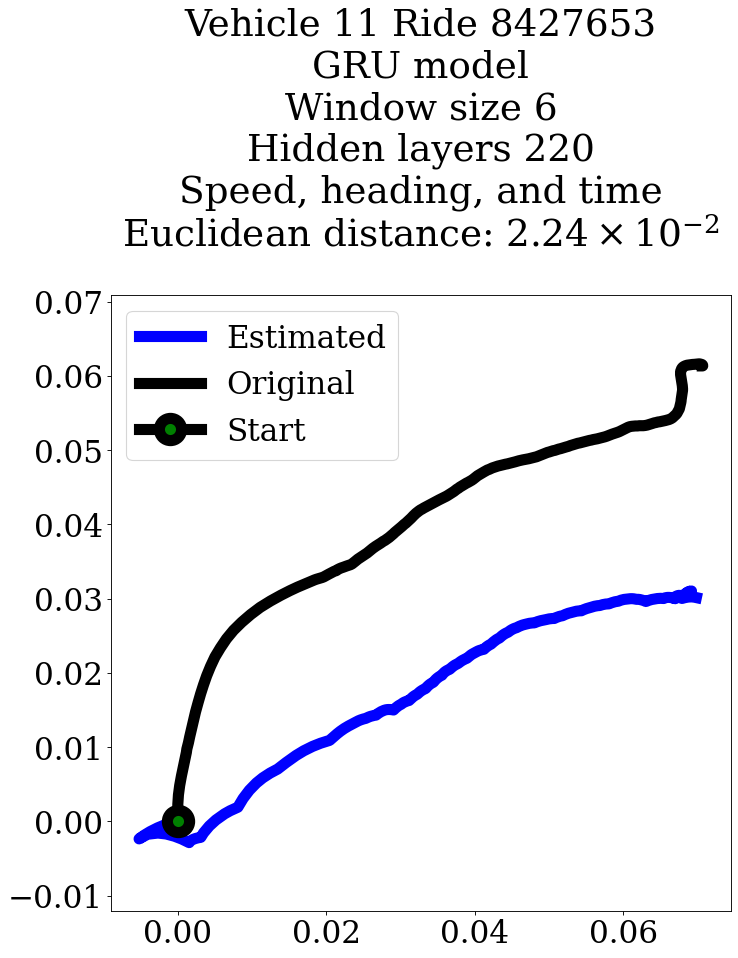 Vehicle 11 Ride 8427653
GRU model
Window size 6
Hidden layers 220
Speed, heading, and time
Euclidean distance: 2.24 × 10⁻²
0.07
0.06
0.05
0.04
0.03
0.02
0.01
0.00
−0.01
Estimated
Original
Start
0.00 0.02 0.04 0.06